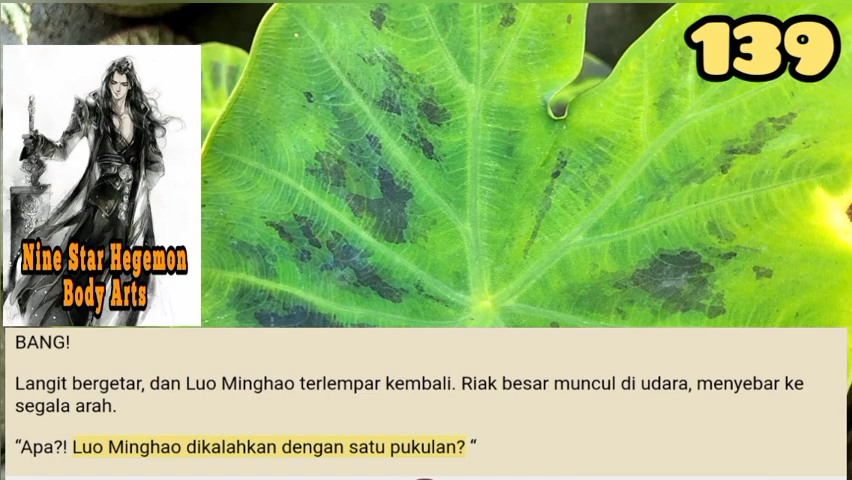 139
Nine Star Hegemon
Body Arts
BANG!
Langit bergetar, dan Luo Minghao terlempar kembali. Riak besar muncul di udara, menyebar ke
segala arah.
“Apa?! Luo Minghao dikalahkan dengan satu pukulan? “